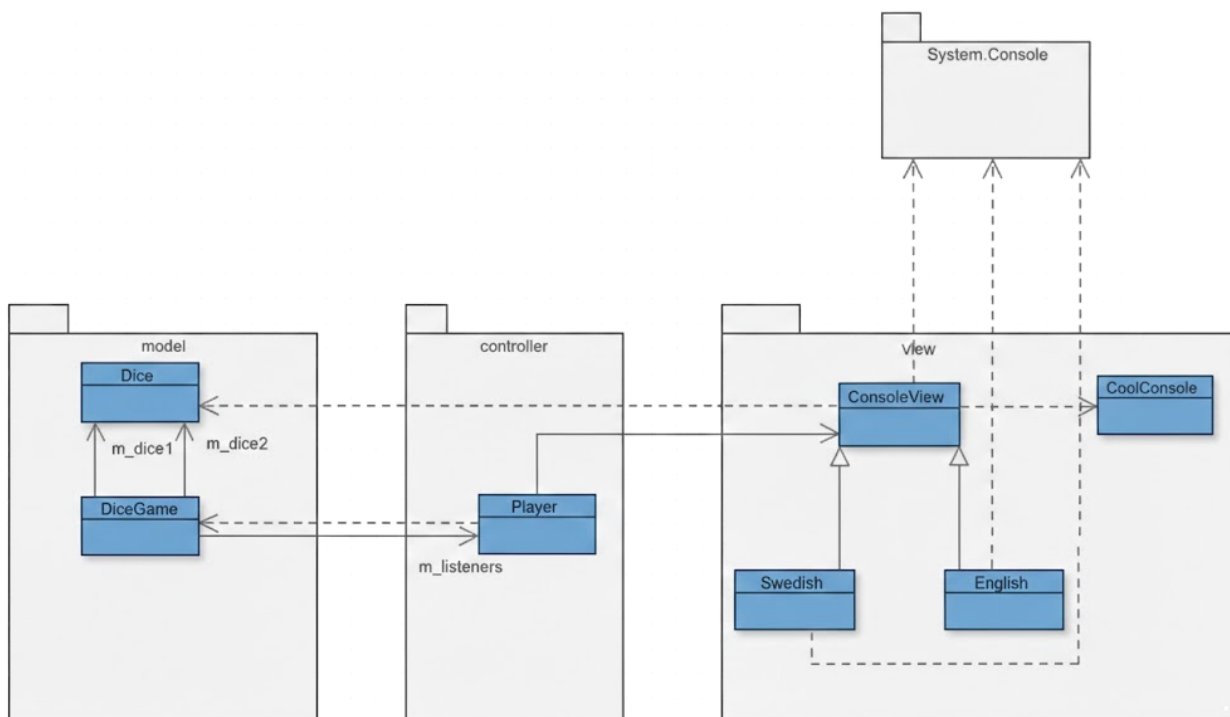 System.Console
model
controller
view
Dice
ConsoleView
CoolConsole
m_dice1
m_dice2
DiceGame
Player
m_listeners
Swedish
English